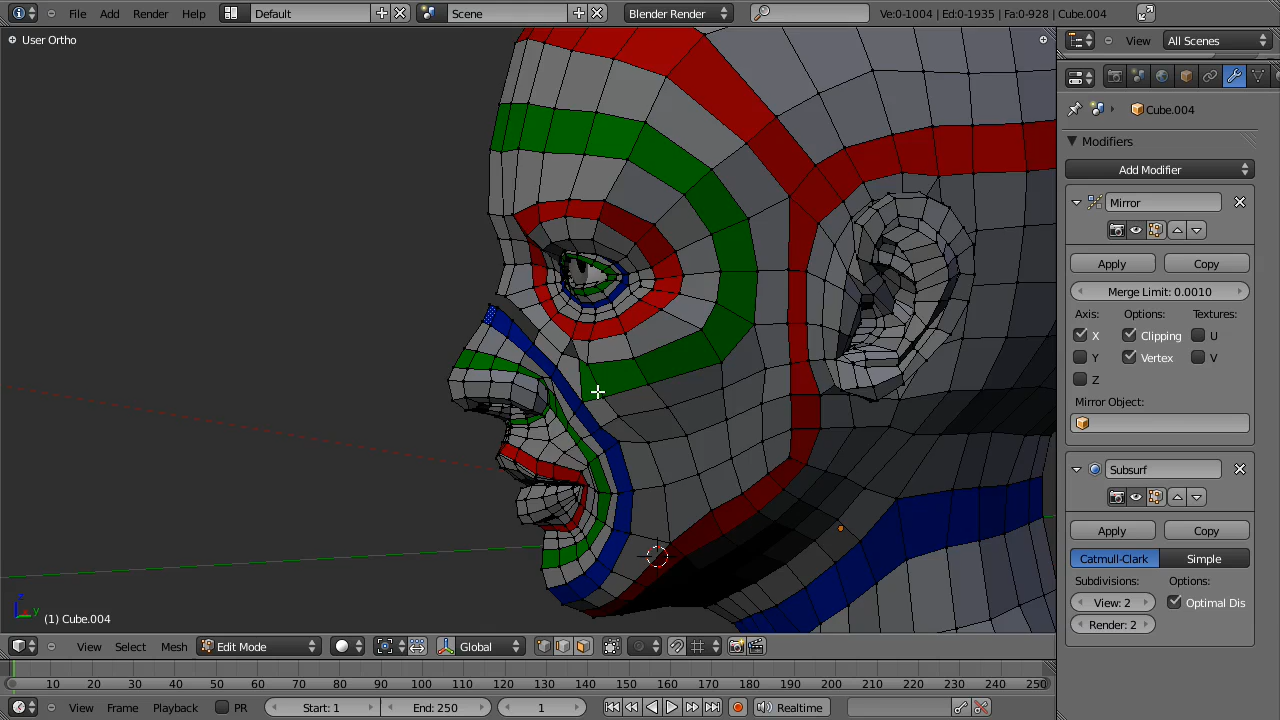 File Add Render Help Default Scene Blender Render Ve:0-1004 | Ed:0-1935 | Fa:0-928 | Cube.004
User Ortho
View All Scenes
Cube.004
Modifiers
Add Modifier
Mirror
Apply Copy
Merge Limit: 0.0010
Axis: Options: Textures:
X Clipping U
Y Vertex V
Z
Mirror Object:
Subsurf
Apply Copy
Catmull-Clark Simple
Subdivisions: Options:
View: 2 Optimal Dis
Render: 2
z
y
(1) Cube.004
View Select Mesh Edit Mode Global
10 20 30 40 50 60 70 80 90 100 110 120 130 140 150 160 170 180 190 200 210 220 230 240 250
View Frame Playback PR Start: 1 End: 250 1 Realtime